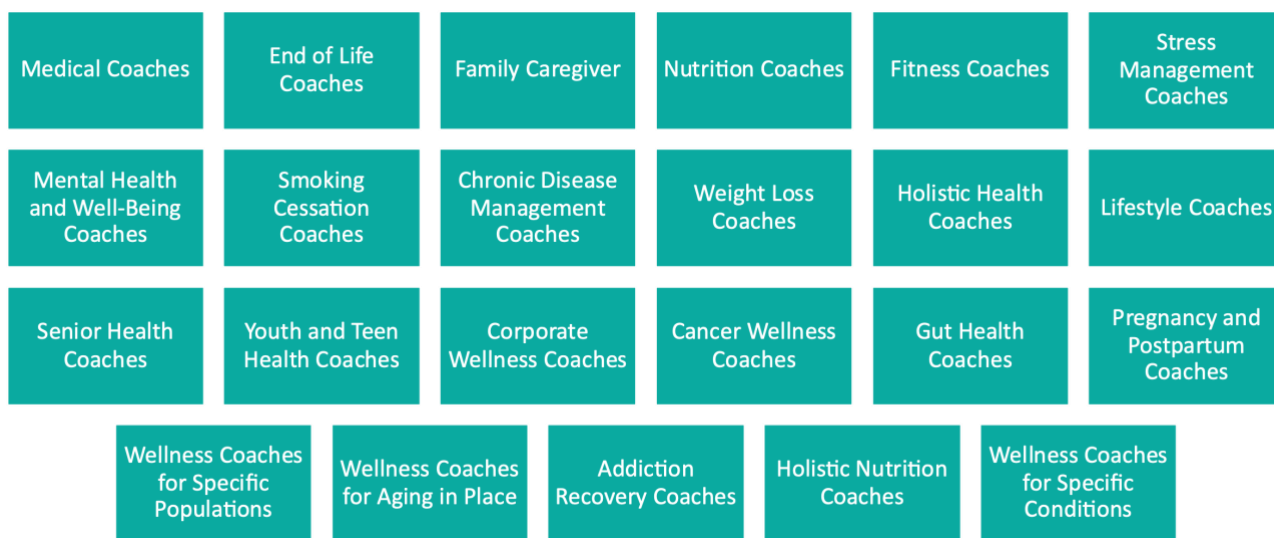 Medical Coaches
End of Life
Coaches
Family Caregiver
Nutrition Coaches
Fitness Coaches
Stress
Management
Coaches
Mental Health
and Well-Being
Coaches
Smoking
Cessation
Coaches
Chronic Disease
Management
Coaches
Weight Loss
Coaches
Holistic Health
Coaches
Lifestyle Coaches
Senior Health
Coaches
Youth and Teen
Health Coaches
Corporate
Wellness Coaches
Cancer Wellness
Coaches
Gut Health
Coaches
Pregnancy and
Postpartum
Coaches
Wellness Coaches
for Specific
Populations
Wellness Coaches
for Aging in Place
Addiction
Recovery Coaches
Holistic Nutrition
Coaches
Wellness Coaches
for Specific
Conditions